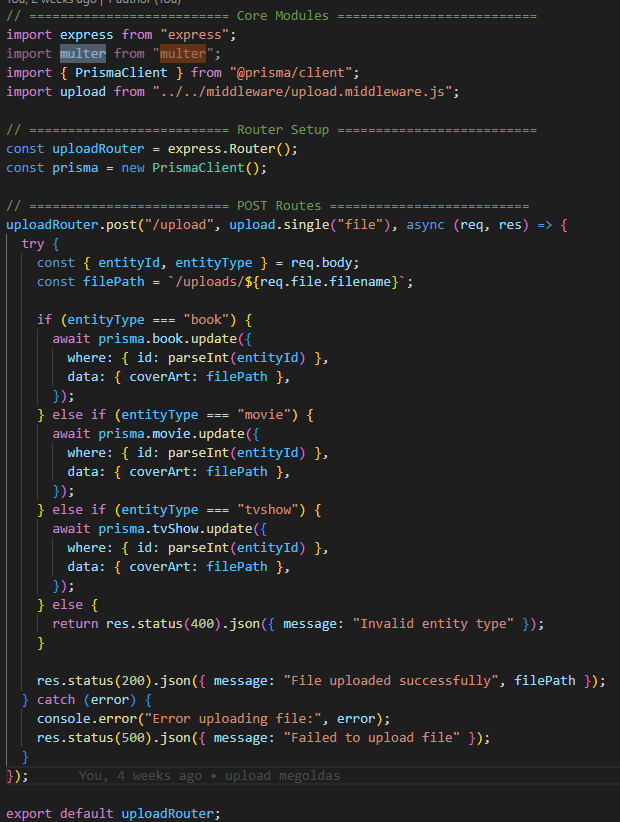 You, 2 weeks ago | 1 author (You)
// ========================== Core Modules ==========================
import express from "express";
import multer from "multer";
import { PrismaClient } from "@prisma/client";
import upload from "../../middleware/upload.middleware.js";
// ========================== Router Setup ==========================
const uploadRouter = express.Router();
const prisma = new PrismaClient();
// ========================== POST Routes ==========================
uploadRouter.post("/upload", upload.single("file"), async (req, res) => {
  try {
    const { entityId, entityType } = req.body;
    const filePath = `/uploads/${req.file.filename}`;
    if (entityType === "book") {
      await prisma.book.update({
        where: { id: parseInt(entityId) },
        data: { coverArt: filePath },
      });
    } else if (entityType === "movie") {
      await prisma.movie.update({
        where: { id: parseInt(entityId) },
        data: { coverArt: filePath },
      });
    } else if (entityType === "tvshow") {
      await prisma.tvShow.update({
        where: { id: parseInt(entityId) },
        data: { coverArt: filePath },
      });
    } else {
      return res.status(400).json({ message: "Invalid entity type" });
    }
    res.status(200).json({ message: "File uploaded successfully", filePath });
  } catch (error) {
    console.error("Error uploading file:", error);
    res.status(500).json({ message: "Failed to upload file" });
  }
}); You, 4 weeks ago • upload megoldas
export default uploadRouter;